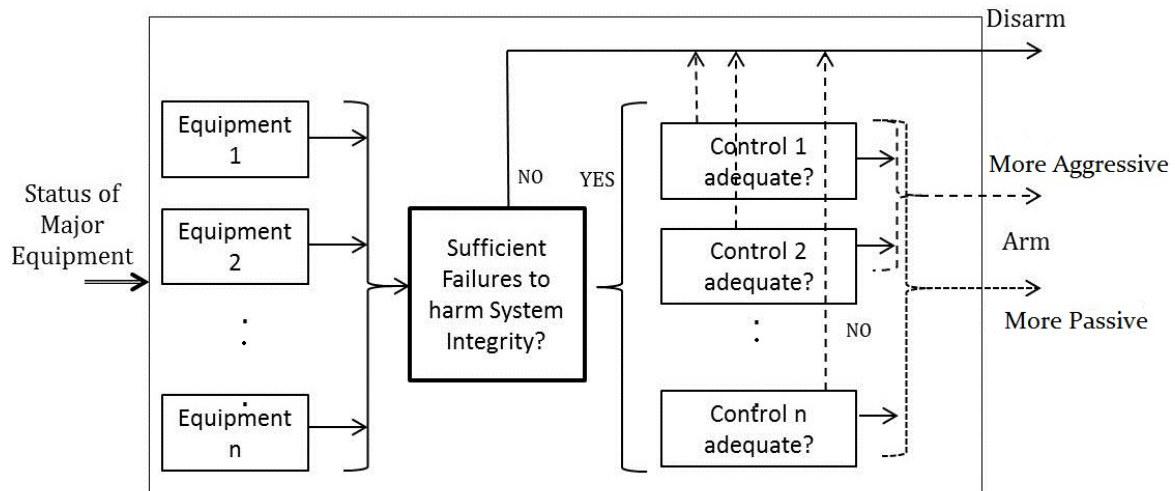 Disarm
Status of
Major
Equipment
Equipment
1
Equipment
2
Equipment
n
NO
YES
Sufficient
Failures to
harm System
Integrity?
Control 1
adequate?
Control 2
adequate?
NO
Control n
adequate?
More Aggressive
Arm
More Passive